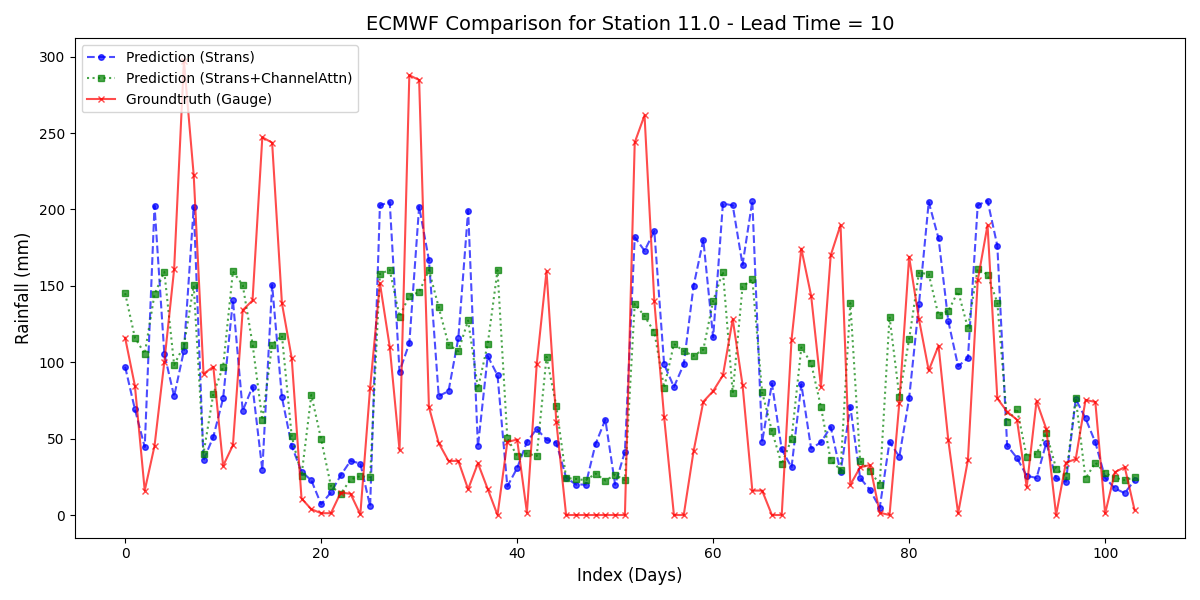 ECMWF Comparison for Station 11.0 - Lead Time = 10
Prediction (Strans)
Prediction (Strans+ChannelAttn)
Groundtruth (Gauge)
300
250
200
150
100
50
0
Rainfall (mm)
0 20 40 60 80 100
Index (Days)